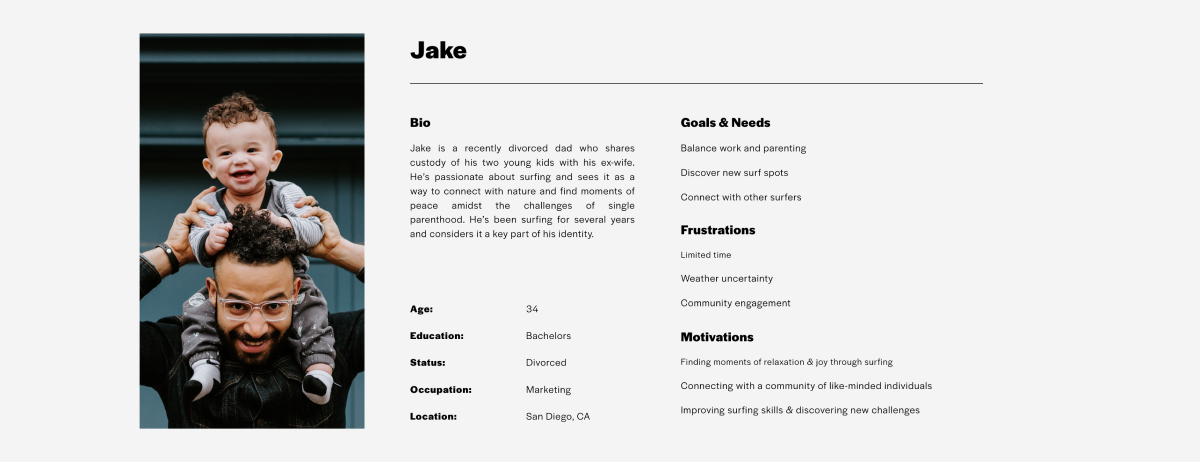 Jake
Bio
Jake is a recently divorced dad who shares
custody of his two young kids with his ex-wife.
He's passionate about surfing and sees it as a
way to connect with nature and find moments of
peace amidst the challenges of single
parenthood. He's been surfing for several years
and considers it a key part of his identity.
Age: 34
Education: Bachelors
Status: Divorced
Occupation: Marketing
Location: San Diego, CA
Goals & Needs
Balance work and parenting
Discover new surf spots
Connect with other surfers
Frustrations
Limited time
Weather uncertainty
Community engagement
Motivations
Finding moments of relaxation & joy through surfing
Connecting with a community of like-minded individuals
Improving surfing skills & discovering new challenges